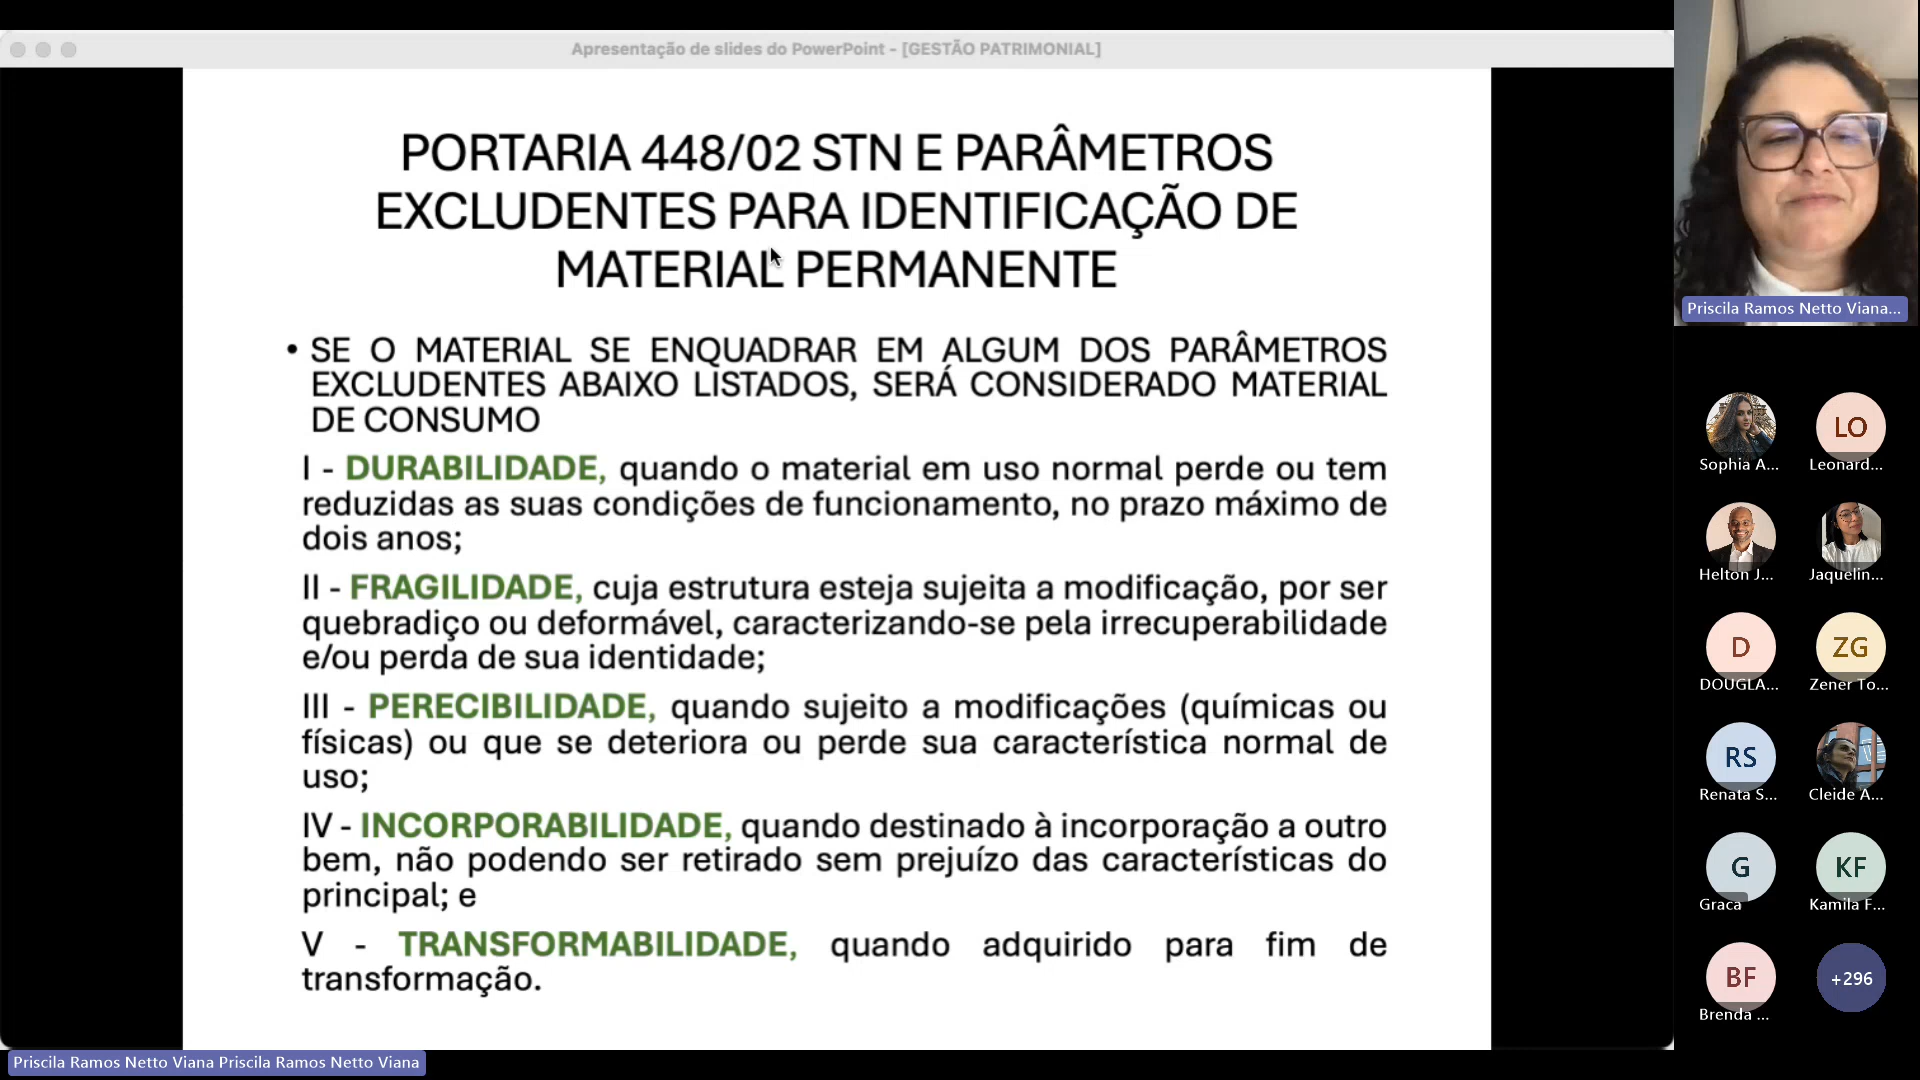 Apresentação de slides do PowerPoint - [GESTÃO PATRIMONIAL]
PORTARIA 448/02 STN E PARÂMETROS
EXCLUDENTES PARA IDENTIFICAÇÃO DE
MATERIAL PERMANENTE
• SE O MATERIAL SE ENQUADRAR EM ALGUM DOS PARÂMETROS
EXCLUDENTES ABAIXO LISTADOS, SERÁ CONSIDERADO MATERIAL
DE CONSUMO
I - DURABILIDADE, quando o material em uso normal perde ou tem
reduzidas as suas condições de funcionamento, no prazo máximo de
dois anos;
II - FRAGILIDADE, cuja estrutura esteja sujeita a modificação, por ser
quebradiço ou deformável, caracterizando-se pela irrecuperabilidade
e/ou perda de sua identidade;
III - PERECIBILIDADE, quando sujeito a modificações (químicas ou
físicas) ou que se deteriora ou perde sua característica normal de
uso;
IV - INCORPORABILIDADE, quando destinado à incorporação a outro
bem, não podendo ser retirado sem prejuízo das características do
principal; e
V - TRANSFORMABILIDADE, quando adquirido para fim de
transformação.
Priscila Ramos Netto Viana Priscila Ramos Netto Viana
Priscila Ramos Netto Viana...
Sophia A...
LO
Leonard...
Helton J...
Jaquelin...
D
DOUGLA...
ZG
Zener To...
RS
Renata S...
Cleide A...
G
Graca
KF
Kamila F...
BF
Brenda ...
+296